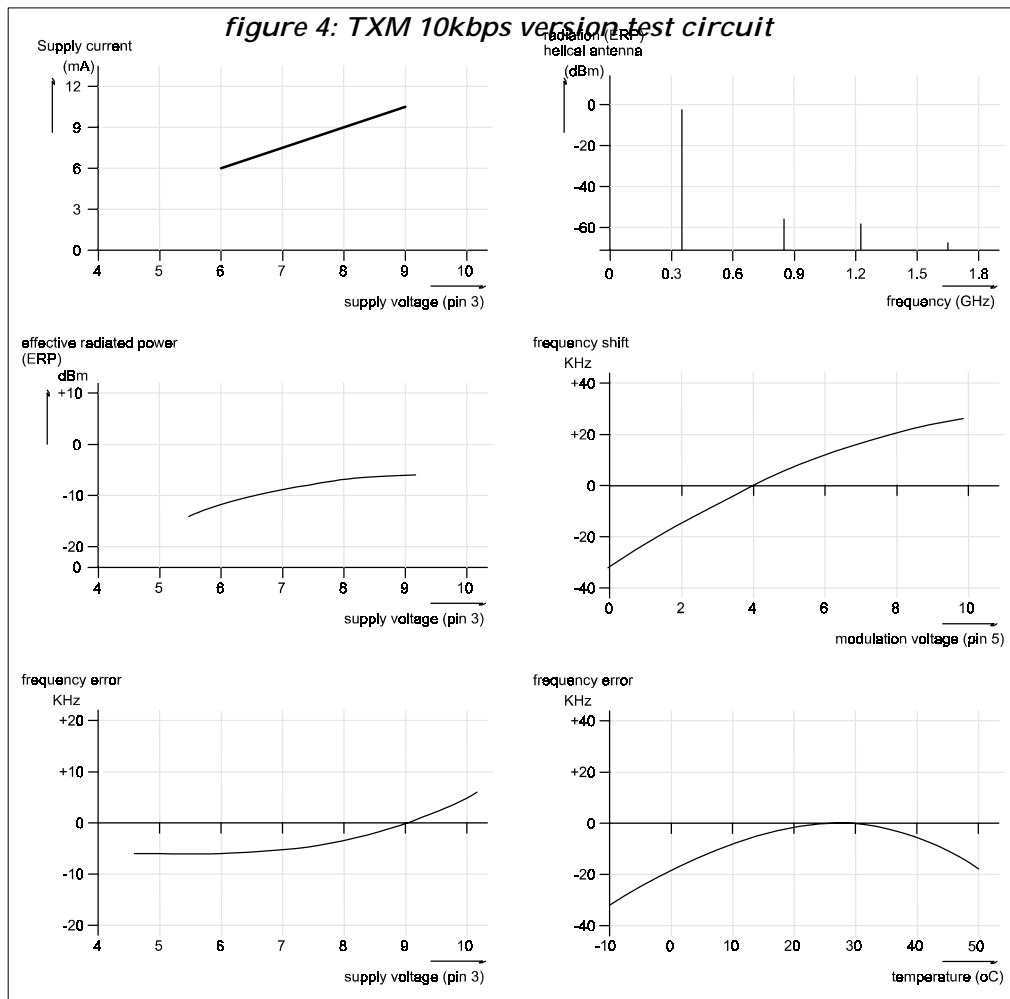 figure 4: TXM 10kbps version test circuit
Supply current
(mA)
12
9
6
3
0
4 5 6 7 8 9 10
supply voltage (pin 3)
radiation (ERP)
helical antenna
(dBm)
0
-20
-40
-60
0 0.3 0.6 0.9 1.2 1.5 1.8
frequency (GHz)
effective radiated power
(ERP)
dBm
+10
0
-10
-20
0
4 5 6 7 8 9 10
supply voltage (pin 3)
frequency shift
KHz
+40
+20
0
-20
-40
0 2 4 6 8 10
modulation voltage (pin 5)
frequency error
KHz
+20
+10
0
-10
-20
4 5 6 7 8 9 10
supply voltage (pin 3)
frequency error
KHz
+40
+20
0
-20
-40
-10 0 10 20 30 40 50
temperature (oC)